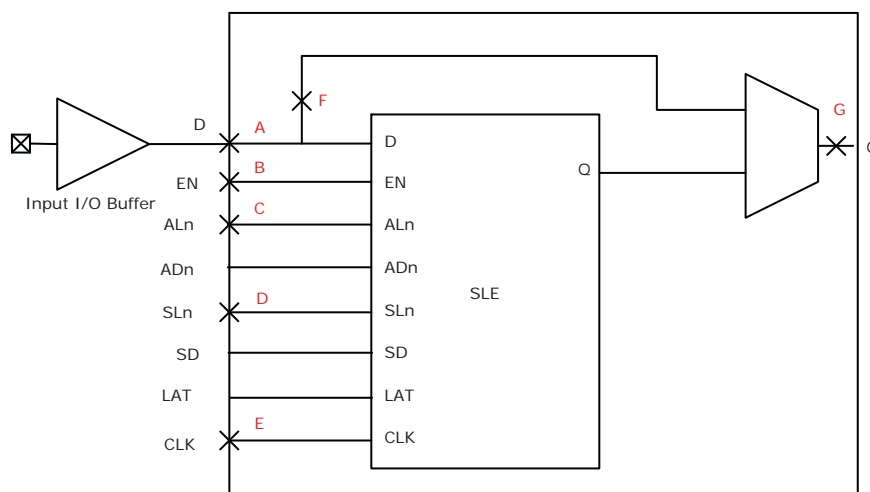 F
G
D
A
D
B
Q
EN
EN
Input I/O Buffer
C
ALn
ALn
ADn
ADn
SLE
D
SLn
SLn
SD
SD
LAT
LAT
E
CLK
CLK